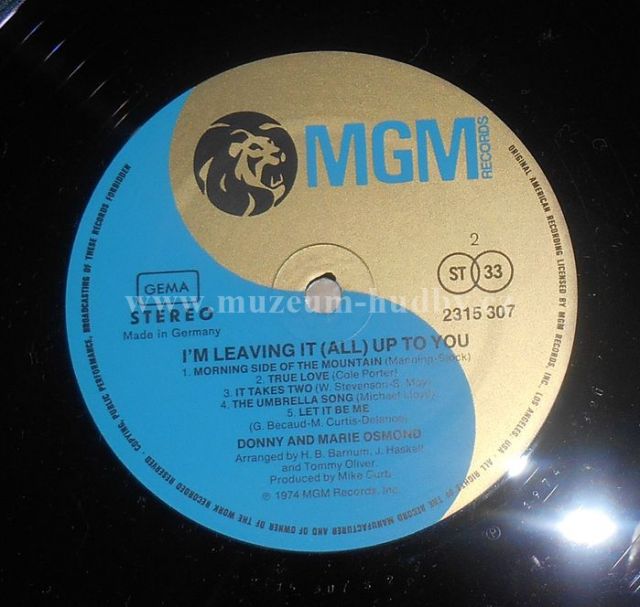 MGM
RECORDS
2
ST 33
2315 307
GEMA
STEREO
Made in Germany
www.muzeum-hudby.cz
I'M LEAVING IT (ALL) UP TO YOU
1. MORNING SIDE OF THE MOUNTAIN (Manning-Stock)
2. TRUE LOVE (Cole Porter)
3. IT TAKES TWO (W. Stevenson-S. Moy)
4. THE UMBRELLA SONG (Michael Lloyd)
5. LET IT BE ME
(G. Becaud-M. Curtis-Delanoe)
DONNY AND MARIE OSMOND
Arranged by H. B. Barnum, J. Haskell
and Tommy Oliver.
Produced by Mike Curb.
℗ 1974 MGM Records, Inc.
ORIGINAL AMERICAN RECORDING LICENSED BY MGM RECORDS, INC. LOS ANGELES, USA · ALL RIGHTS OF THE RECORD MANUFACTURER AND OF OWNER OF THE WORK RECORDED RESERVED · COPYING, PUBLIC PERFORMANCE, BROADCASTING OF THESE RECORDS FORBIDDEN